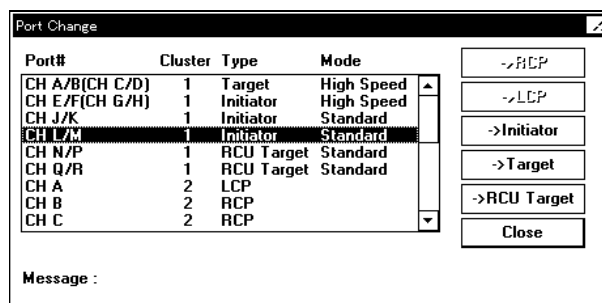 Port Change
Port# Cluster Type Mode
CH A/B(CH C/D) 1 Target High Speed
CH E/F(CH G/H) 1 Initiator High Speed
CH J/K 1 Initiator Standard
CH L/M 1 Initiator Standard
CH N/P 1 RCU Target Standard
CH Q/R 1 RCU Target Standard
CH A 2 LCP
CH B 2 RCP
CH C 2 RCP
->RCP
->LCP
->Initiator
->Target
->RCU Target
Close
Message :